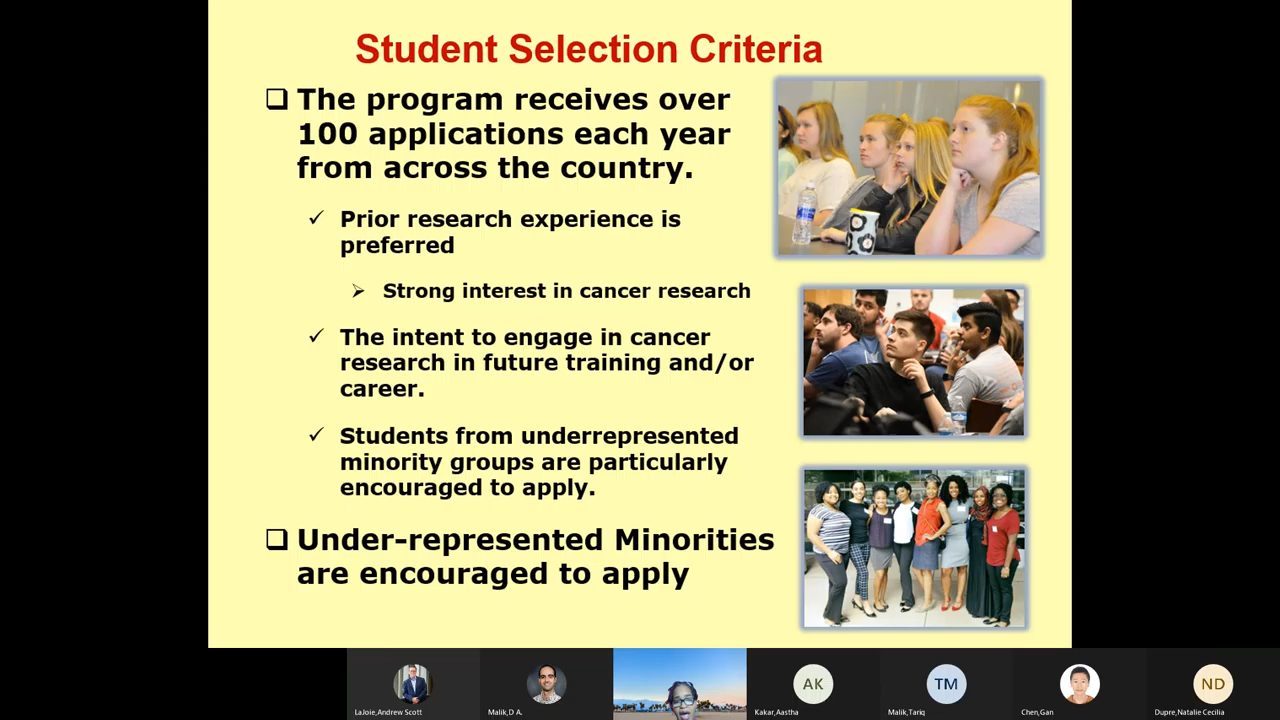 Student Selection Criteria
The program receives over
100 applications each year
from across the country.
Prior research experience is
preferred
Strong interest in cancer research
The intent to engage in cancer
research in future training and/or
career.
Students from underrepresented
minority groups are particularly
encouraged to apply.
Under-represented Minorities
are encouraged to apply
AK
TM
ND
LaJoie,Andrew Scott
Malik,D A.
Kakar,Aastha
Malik,Tariq
Chen,Gan
Dupre,Natalie Cecilia